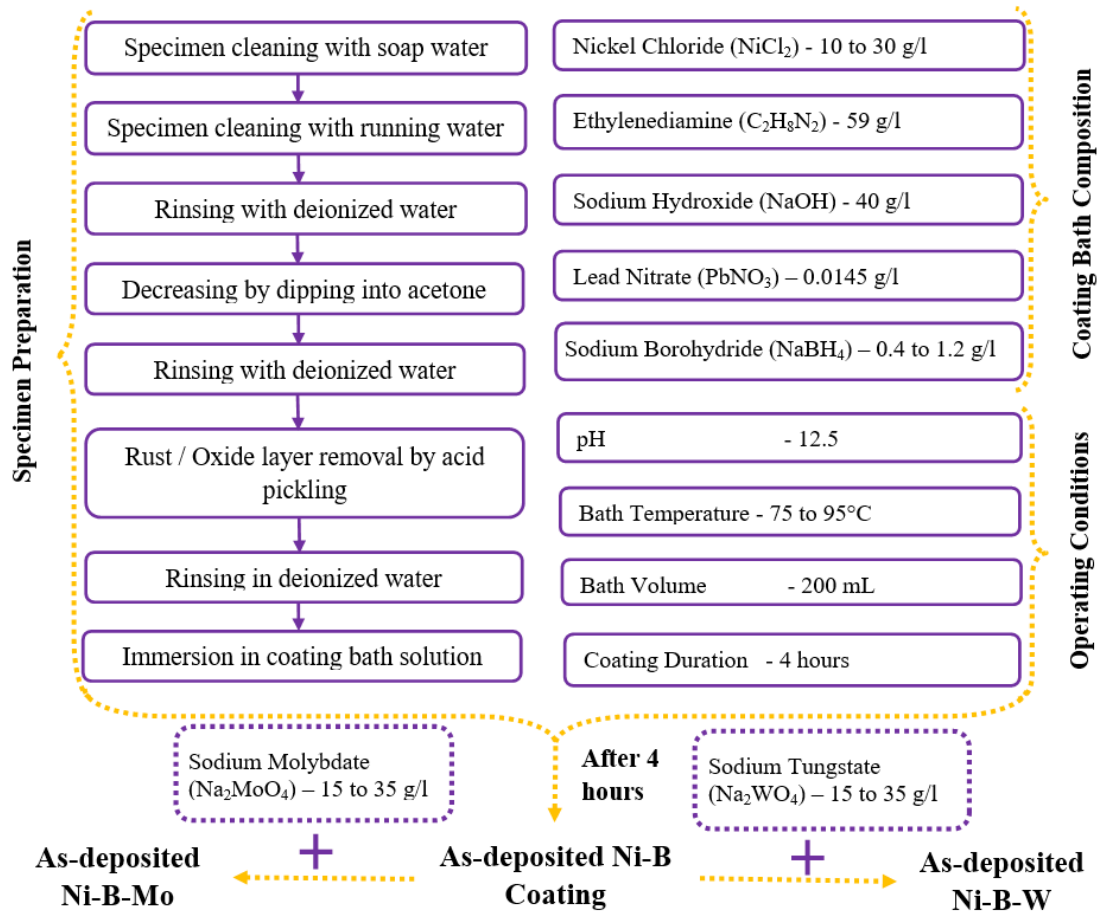 Specimen Preparation
Specimen cleaning with soap water
Specimen cleaning with running water
Rinsing with deionized water
Decreasing by dipping into acetone
Rinsing with deionized water
Rust / Oxide layer removal by acid
pickling
Rinsing in deionized water
Immersion in coating bath solution
Nickel Chloride (NiCl₂) - 10 to 30 g/l
Ethylenediamine (C₂H₈N₂) - 59 g/l
Sodium Hydroxide (NaOH) - 40 g/l
Lead Nitrate (PbNO₃) – 0.0145 g/l
Sodium Borohydride (NaBH₄) – 0.4 to 1.2 g/l
Coating Bath Composition
pH - 12.5
Bath Temperature - 75 to 95°C
Bath Volume - 200 mL
Coating Duration - 4 hours
Operating Conditions
Sodium Molybdate
(Na₂MoO₄) – 15 to 35 g/l
After 4
hours
Sodium Tungstate
(Na₂WO₄) – 15 to 35 g/l
As-deposited
Ni-B-Mo
As-deposited Ni-B
Coating
As-deposited
Ni-B-W